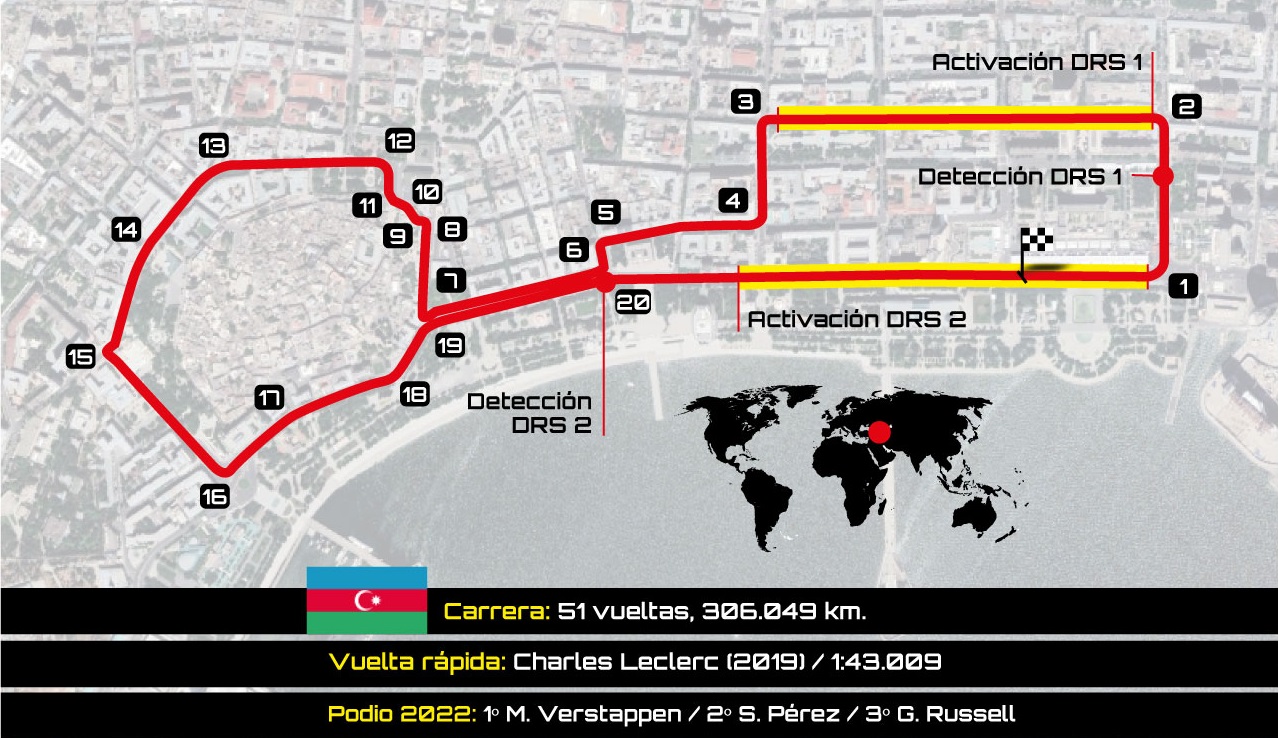 Activación DRS 1
3
2
12
13
Detección DRS 1
10
4
11
5
14
8
9
6
7
1
20
Activación DRS 2
19
15
18
17
Detección
DRS 2
16
Carrera: 51 vueltas, 306.049 km.
Vuelta rápida: Charles Leclerc (2019) / 1:43.009
Podio 2022: 1º M. Verstappen / 2º S. Pérez / 3º G. Russell